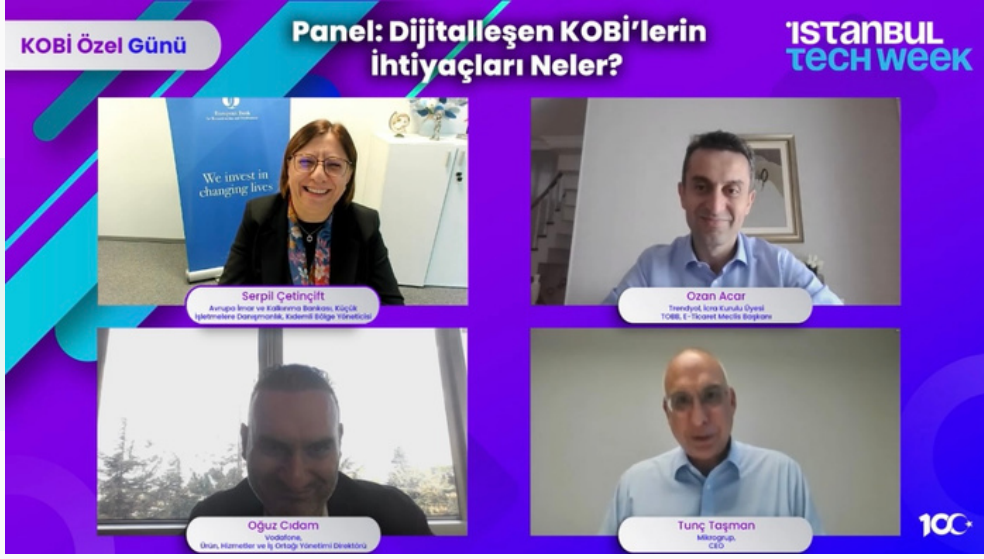 KOBİ Özel Günü
Panel: Dijitalleşen KOBİ’lerin
İhtiyaçları Neler?
İSTANBUL
TECH WEEK
European Bank
We invest in
changing lives
Serpil Çetinçift
Avrupa İmar ve Kalkınma Bankası, Küçük
İşletmelere Danışmanlık, Kıdemli Bölge Yöneticisi
Ozan Acar
Trendyol, İcra Kurulu Üyesi
TOBB, E-Ticaret Meclis Başkanı
Oğuz Cıdam
Vodafone,
Ürün, Hizmetler ve İş Ortağı Yönetimi Direktörü
Tunç Taşman
Mikrogrup,
CEO
100